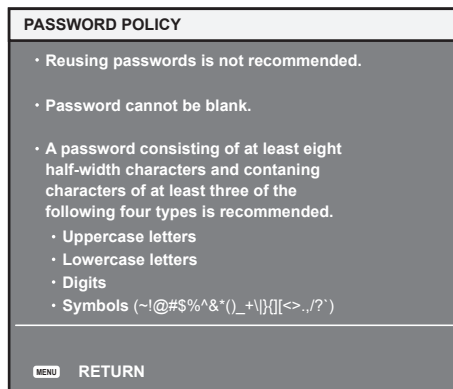 PASSWORD POLICY
・Reusing passwords is not recommended.
・Password cannot be blank.
・A password consisting of at least eight
half-width characters and contaning
characters of at least three of the
following four types is recommended.
・Uppercase letters
・Lowercase letters
・Digits
・Symbols (~!@#$%^&*()_+\|}{][<>.,/?`)
MENU RETURN